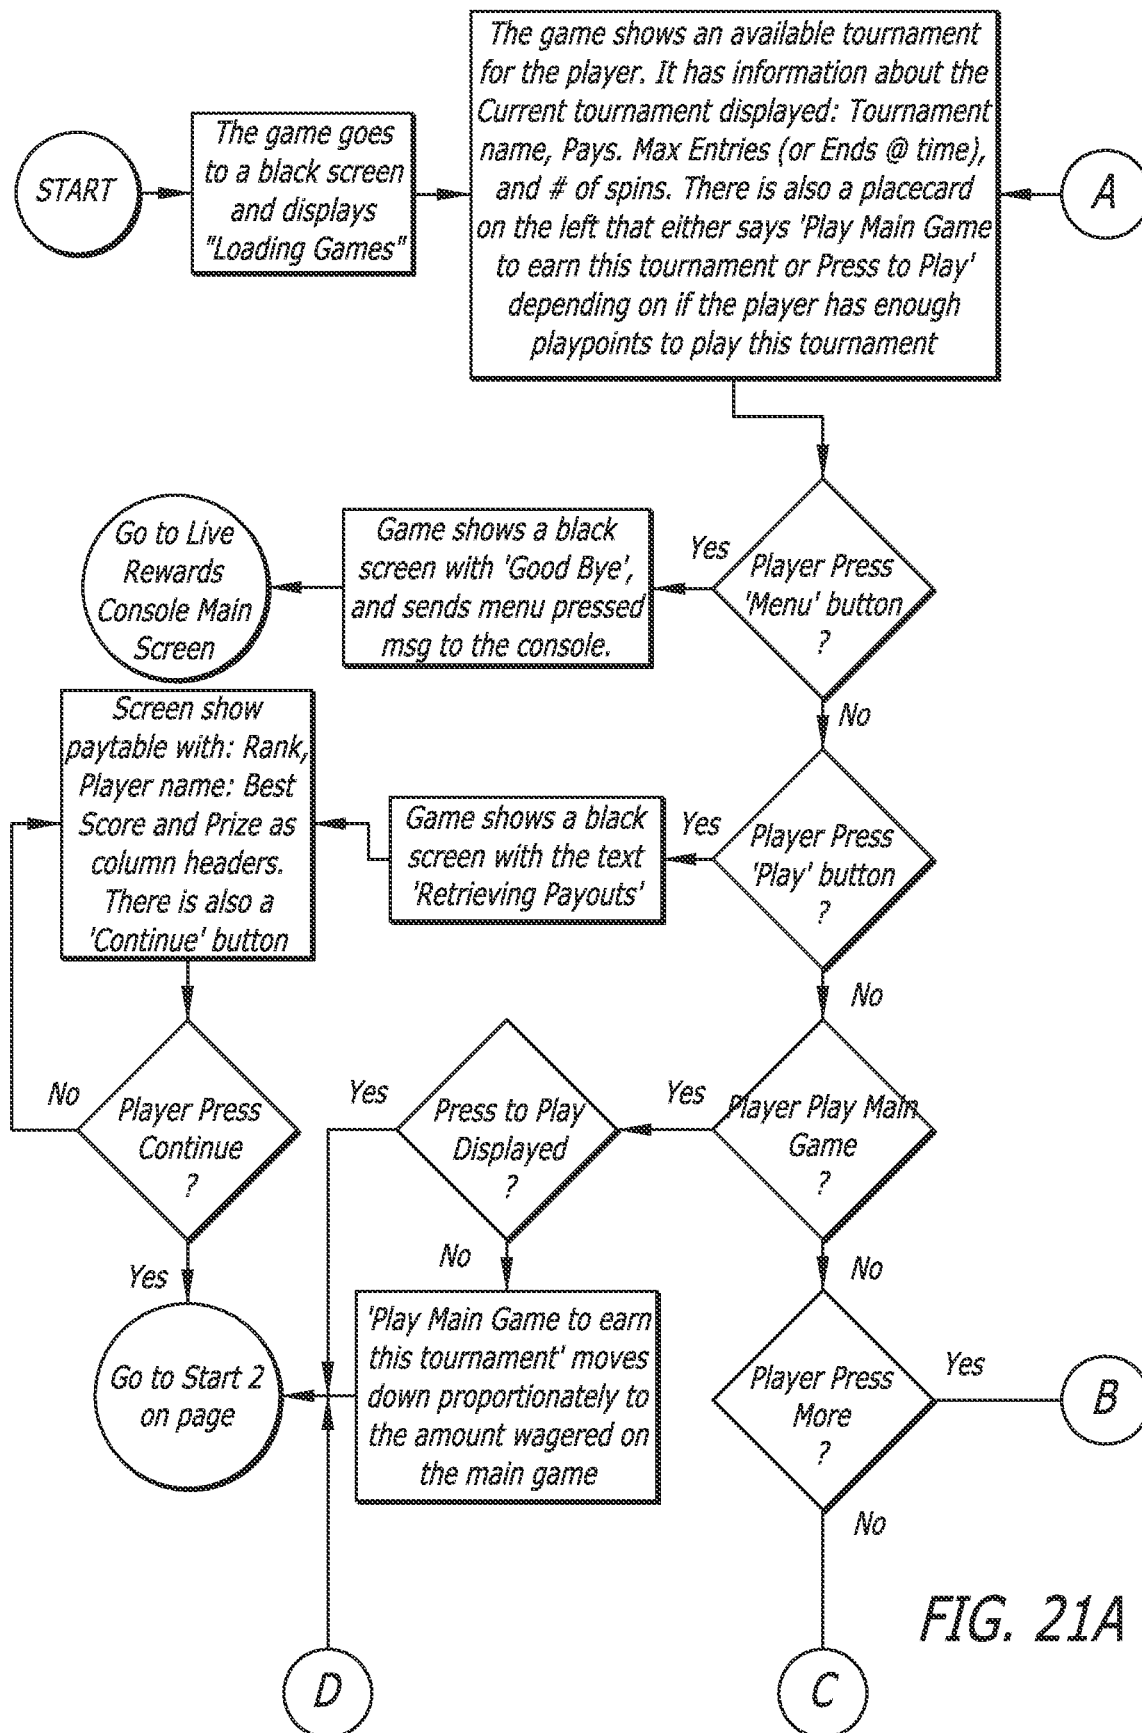 START
The game goes
to a black screen
and displays
"Loading Games"
The game shows an available tournament
for the player. It has information about the
Current tournament displayed: Tournament
name, Pays. Max Entries (or Ends @ time),
and # of spins. There is also a placecard
on the left that either says 'Play Main Game
to earn this tournament or Press to Play'
depending on if the player has enough
playpoints to play this tournament
A
Go to Live
Rewards
Console Main
Screen
Game shows a black
screen with 'Good Bye',
and sends menu pressed
msg to the console.
Yes
Player Press
'Menu' button
?
No
Screen show
paytable with: Rank,
Player name: Best
Score and Prize as
column headers.
There is also a
'Continue' button
Game shows a black
screen with the text
'Retrieving Payouts'
Yes
Player Press
'Play' button
?
No
No
Player Press
Continue
?
Yes
Yes
Press to Play
Displayed
?
No
Yes
Player Play Main
Game
?
No
Go to Start 2
on page
'Play Main Game to earn
this tournament' moves
down proportionately to
the amount wagered on
the main game
Player Press
More
?
Yes
B
No
D
C
FIG. 21A